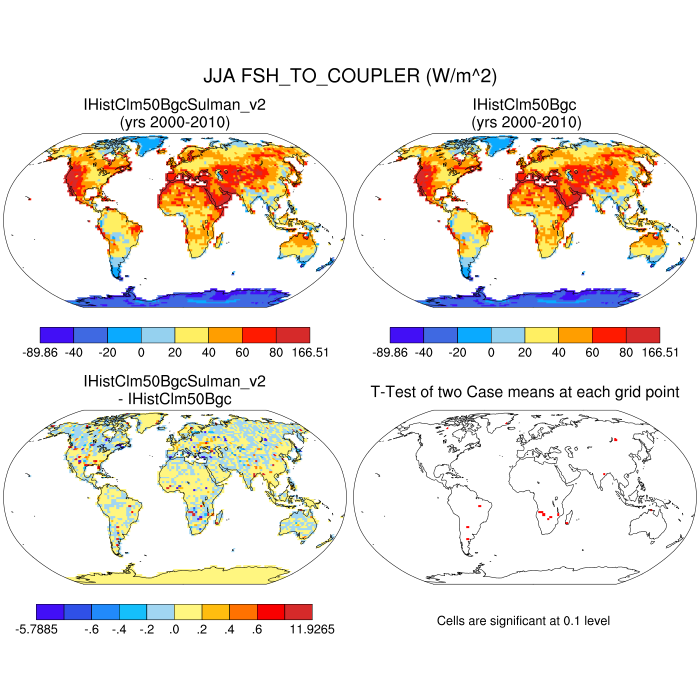 JJA FSH_TO_COUPLER (W/m^2)
IHistClm50BgcSulman_v2
(yrs 2000-2010)
IHistClm50Bgc
(yrs 2000-2010)
-89.86 -40 -20 0 20 40 60 80 166.51
-89.86 -40 -20 0 20 40 60 80 166.51
IHistClm50BgcSulman_v2
- IHistClm50Bgc
T-Test of two Case means at each grid point
-5.7885 -.6 -.4 -.2 .0 .2 .4 .6 11.9265
Cells are significant at 0.1 level